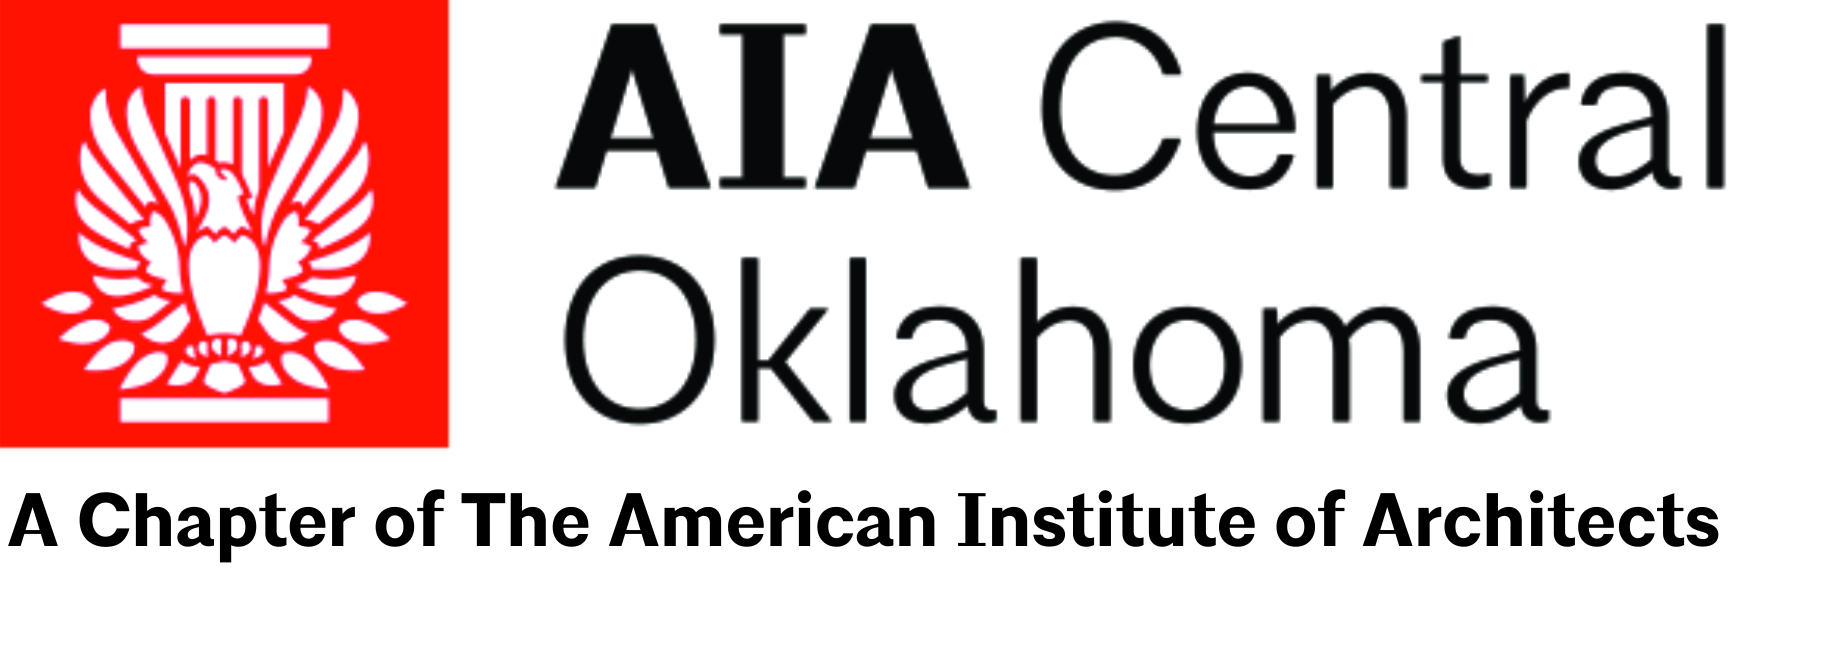 AIA Central
Oklahoma
A Chapter of The American Institute of Architects